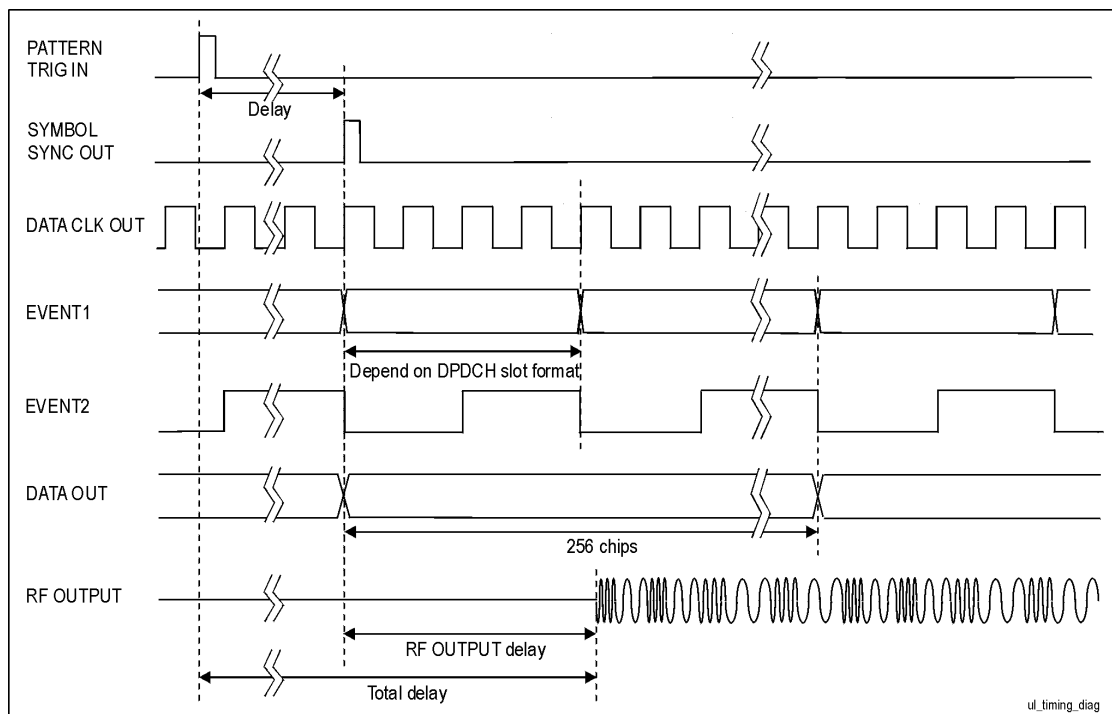 PATTERN
TRIG IN
Delay
SYMBOL
SYNC OUT
DATA CLK OUT
EVENT1
Depend on DPDCH slot format
EVENT2
DATA OUT
256 chips
RF OUTPUT
RF OUTPUT delay
Total delay
ul_timing_diag